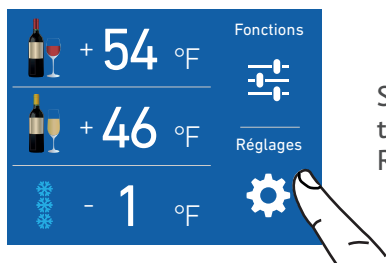 + 54 °F
Fonctions
+ 46 °F
Réglages
- 1 °F